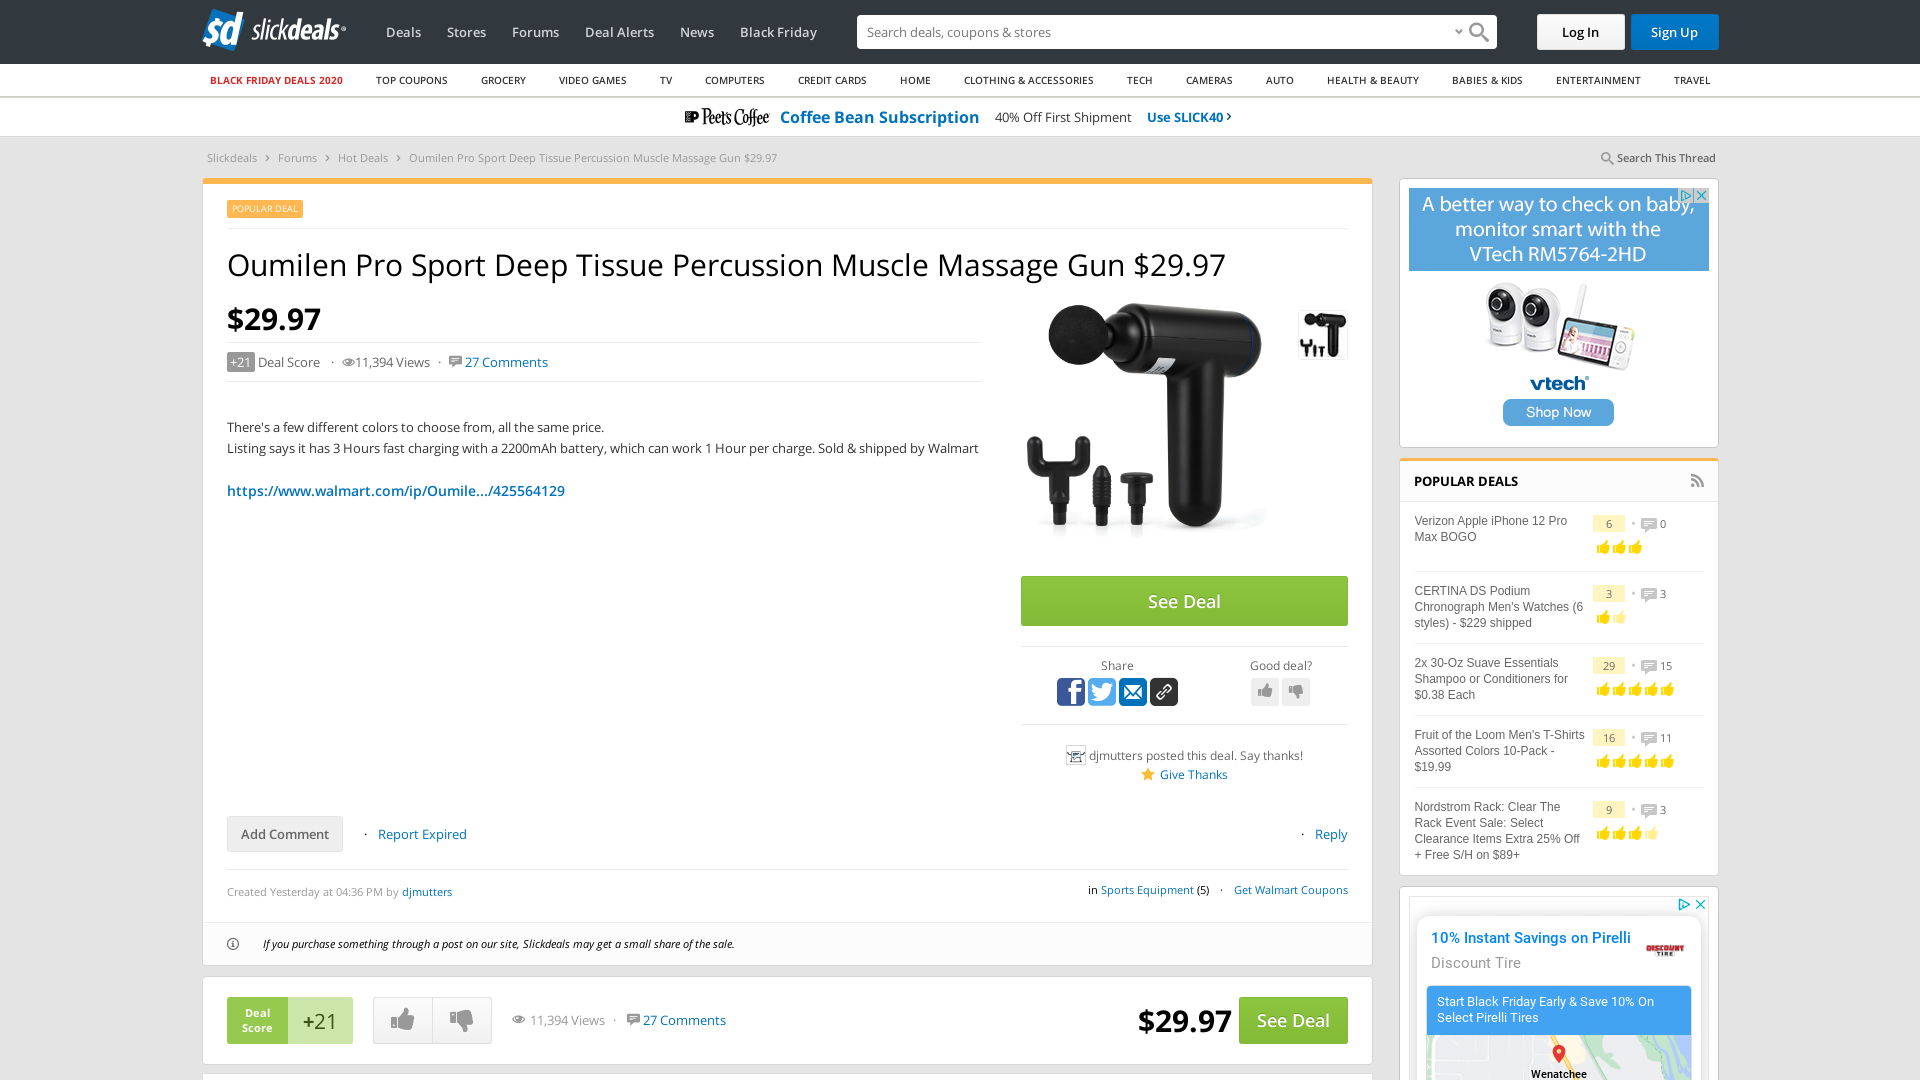 sd slickdeals
Deals
Stores
Forums
Deal Alerts
News
Black Friday
Search deals, coupons & stores
Log In
Sign Up
BLACK FRIDAY DEALS 2020
TOP COUPONS
GROCERY
VIDEO GAMES
TV
COMPUTERS
CREDIT CARDS
HOME
CLOTHING & ACCESSORIES
TECH
CAMERAS
AUTO
HEALTH & BEAUTY
BABIES & KIDS
ENTERTAINMENT
TRAVEL
Peet's Coffee Coffee Bean Subscription 40% Off First Shipment Use SLICK40 ›
Slickdeals › Forums › Hot Deals › Oumilen Pro Sport Deep Tissue Percussion Muscle Massage Gun $29.97
Search This Thread
POPULAR DEAL
Oumilen Pro Sport Deep Tissue Percussion Muscle Massage Gun $29.97
$29.97
+21 Deal Score · 11,394 Views · 27 Comments
There's a few different colors to choose from, all the same price.
Listing says it has 3 Hours fast charging with a 2200mAh battery, which can work 1 Hour per charge. Sold & shipped by Walmart
https://www.walmart.com/ip/Oumile.../425564129
See Deal
Share
Good deal?
djmutters posted this deal. Say thanks!
Give Thanks
Add Comment · Report Expired
· Reply
Created Yesterday at 04:36 PM by djmutters
in Sports Equipment (5) · Get Walmart Coupons
If you purchase something through a post on our site, Slickdeals may get a small share of the sale.
Deal
Score
+21
11,394 Views · 27 Comments
$29.97
See Deal
A better way to check on baby,
monitor smart with the
VTech RM5764-2HD
vtech
Shop Now
POPULAR DEALS
Verizon Apple iPhone 12 Pro
Max BOGO
6 • 0
CERTINA DS Podium
Chronograph Men's Watches (6
styles) - $229 shipped
3 • 3
2x 30-Oz Suave Essentials
Shampoo or Conditioners for
$0.38 Each
29 • 15
Fruit of the Loom Men's T-Shirts
Assorted Colors 10-Pack -
$19.99
16 • 11
Nordstrom Rack: Clear The
Rack Event Sale: Select
Clearance Items Extra 25% Off
+ Free S/H on $89+
9 • 3
10% Instant Savings on Pirelli
Discount Tire
DISCOUNT
TIRE
Start Black Friday Early & Save 10% On
Select Pirelli Tires
Wenatchee